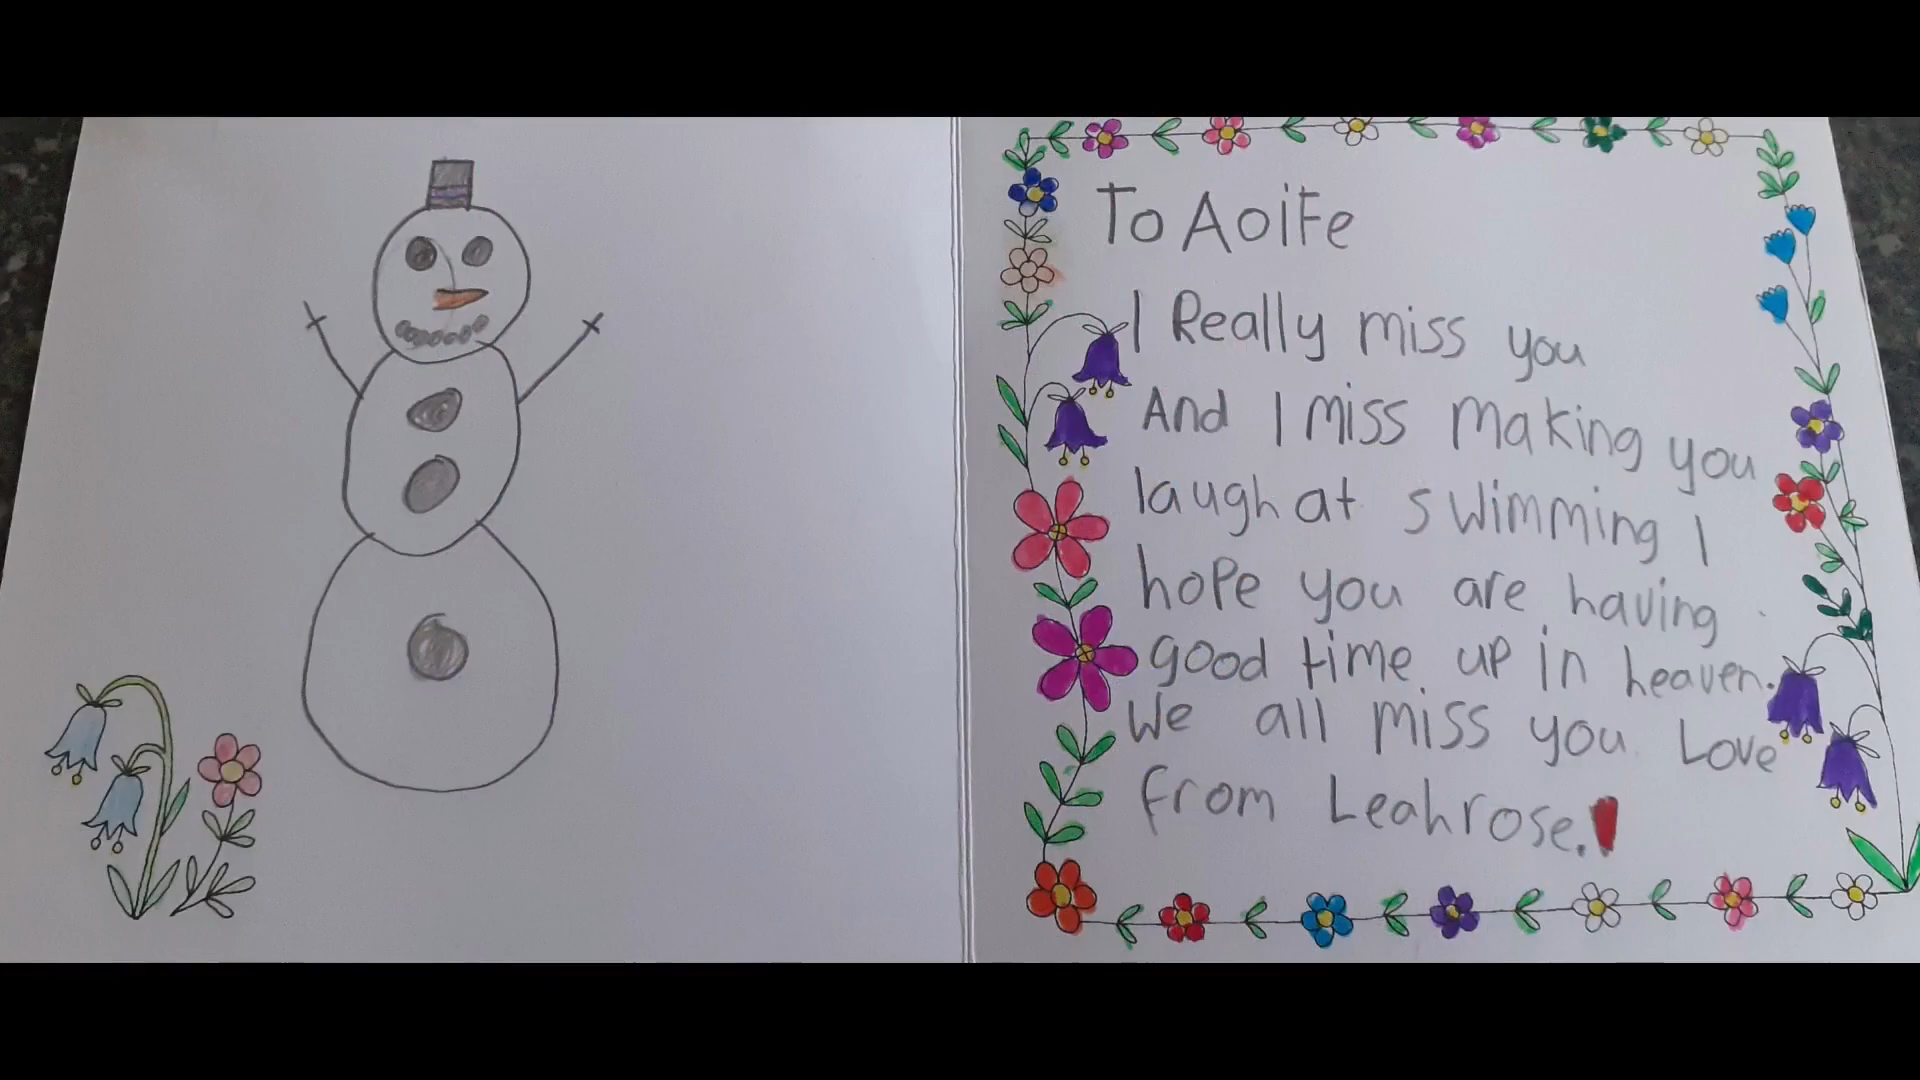 To Aoife
I Really miss you
And I miss making you
laugh at swimming I
hope you are having
good time up in heaven.
We all miss you. Love
from Leahrose.